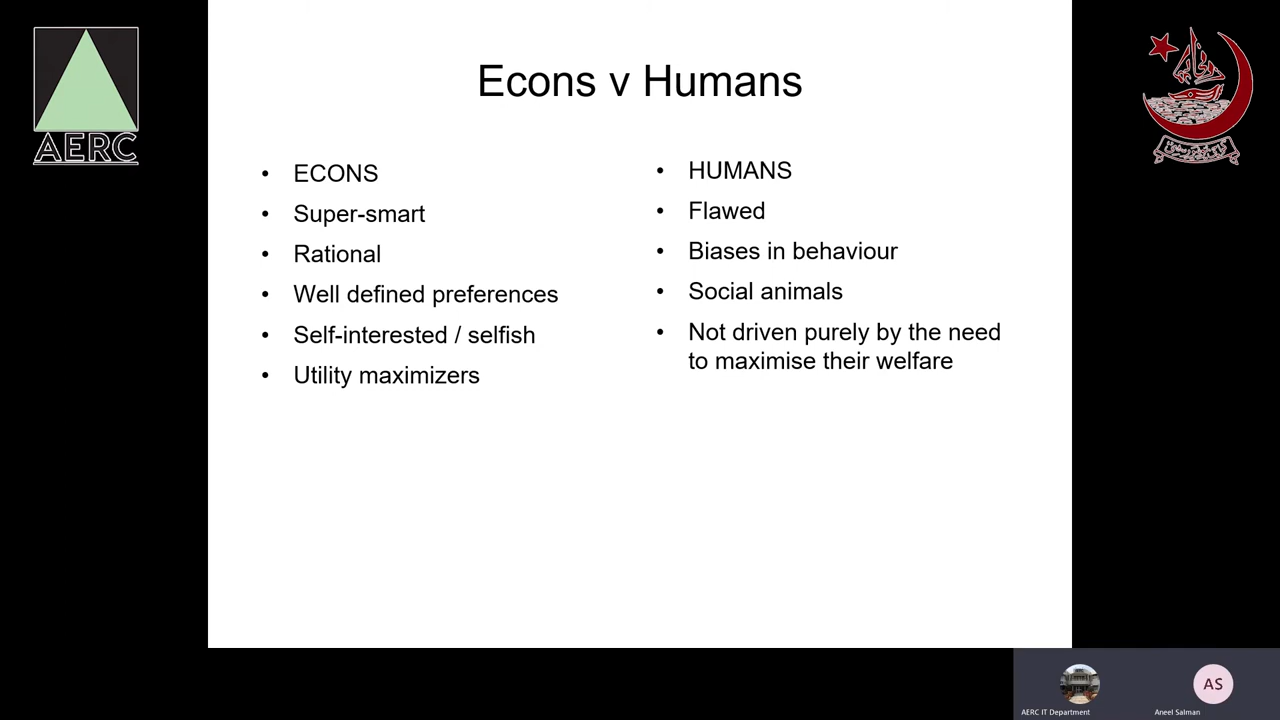 AERC
Econs v Humans
• ECONS
• Super-smart
• Rational
• Well defined preferences
• Self-interested / selfish
• Utility maximizers
• HUMANS
• Flawed
• Biases in behaviour
• Social animals
• Not driven purely by the need
to maximise their welfare
AS
AERC IT Department
Aneel Salman